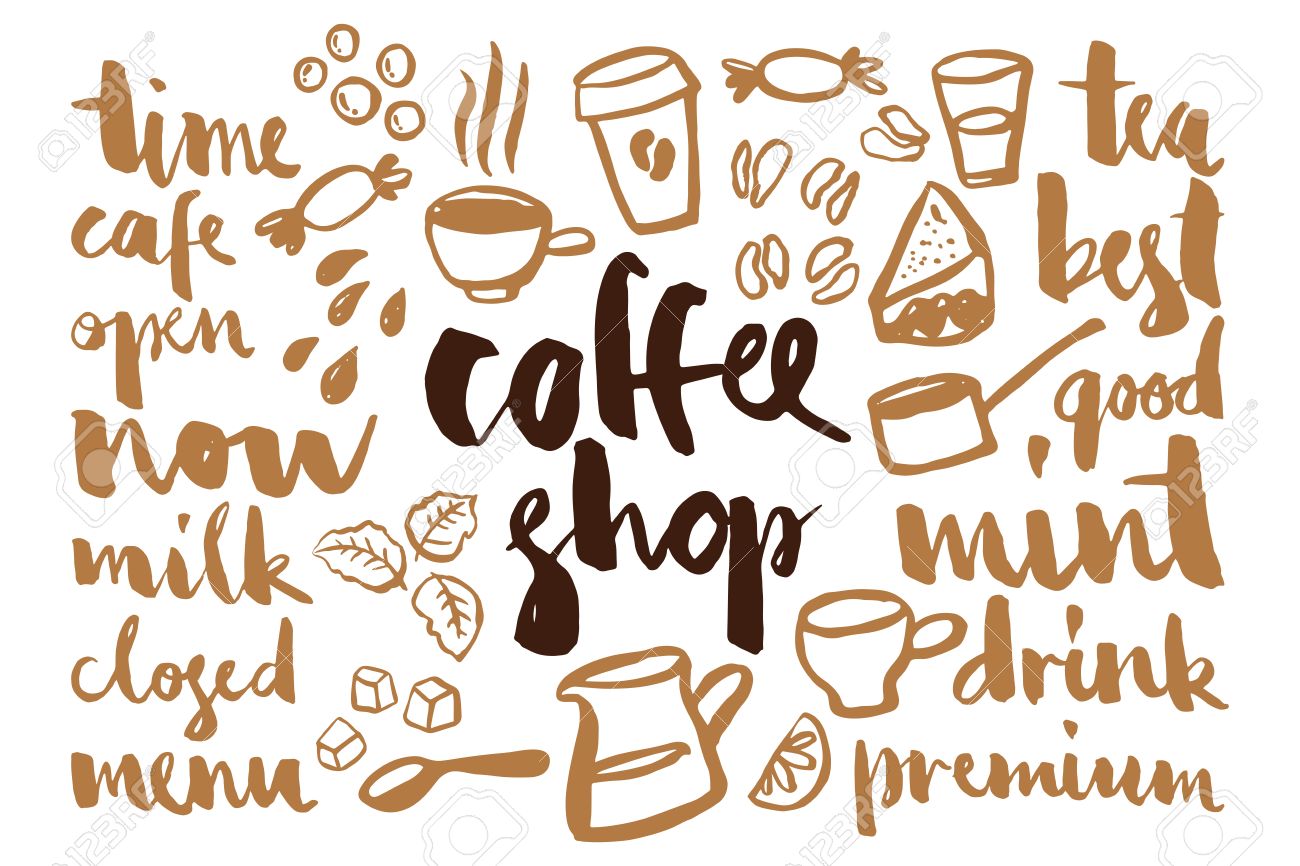 time
cafe
open
now
milk
closed
menu
coffee
shop
tea
best
good
mint
drink
premium
123RF